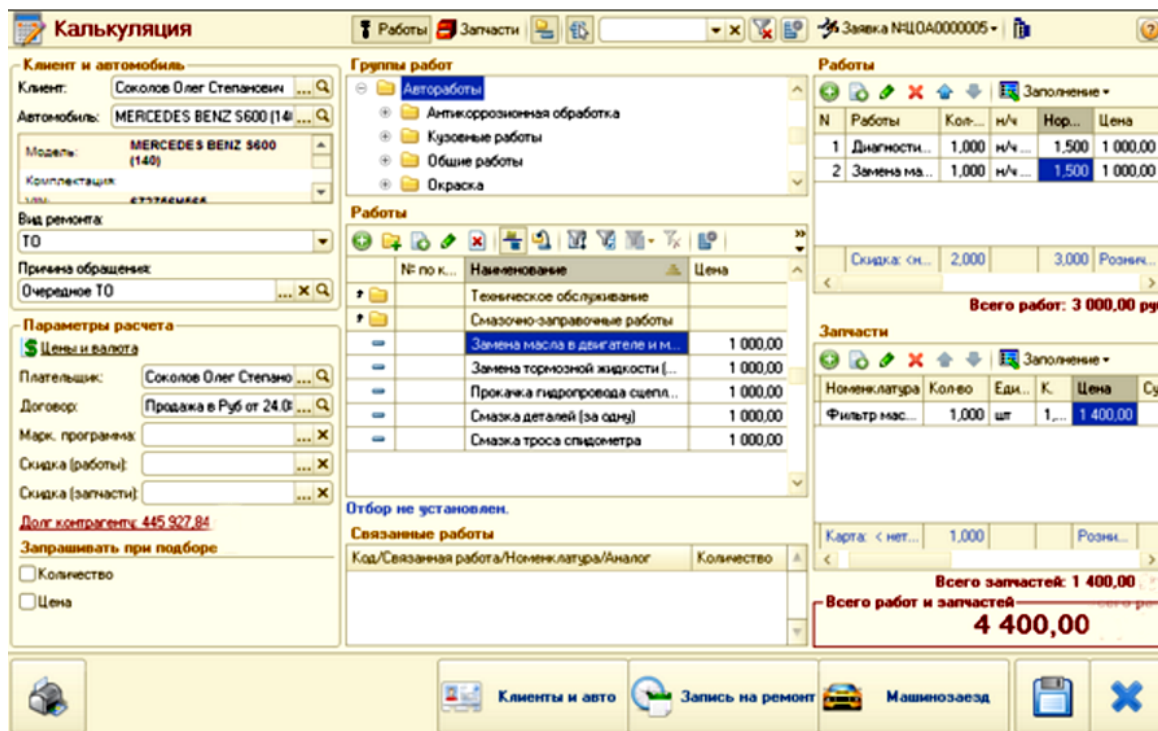 Калькуляция
Работы Запчасти
Заявка №ЦОА0000005
Клиент и автомобиль
Клиент: Соколов Олег Степанович ...
Автомобиль: MERCEDES BENZ S600 (14 ...
Модель: MERCEDES BENZ S600 (140)
Комплектация:
Вид ремонта:
ТО
Причина обращения:
Очередное ТО ...
Параметры расчета
Цены и валюта
Плательщик: Соколов Олег Степано ...
Договор: Продажа в Руб от 24.0 ...
Марк. программа: ...
Скидка (работы): ...
Скидка (запчасти): ...
Долг контрагенту: 445 927,84
Запрашивать при подборе
Количество
Цена
Группы работ
Автоработы
Антикоррозионная обработка
Кузовные работы
Общие работы
Окраска
Работы
№ по к... Наименование Цена
Техническое обслуживание
Смазочно-заправочные работы
Замена масла в двигателе и м... 1 000,00
Замена тормозной жидкости (... 1 000,00
Прокачка гидропровода сцепл... 1 000,00
Смазка деталей (за одну) 1 000,00
Смазка троса спидометра 1 000,00
Отбор не установлен.
Связанные работы
Код/Связанная работа/Номенклатура/Аналог Количество
Работы
Заполнение
N Работы Кол-... н/ч Нор... Цена
1 Диагности... 1,000 н/ч ... 1,500 1 000,00
2 Замена ма... 1,000 н/ч ... 1,500 1 000,00
Скидка: <н... 2,000 3,000 Рознич...
Всего работ: 3 000,00 ру
Запчасти
Заполнение
Номенклатура Кол-во Еди... К. Цена Су
Фильтр мас... 1,000 шт 1,... 1 400,00
Карта: < нет... 1,000 Розни...
Всего запчастей: 1 400,00
Всего работ и запчастей
4 400,00
Клиенты и авто Запись на ремонт Машинозаезд